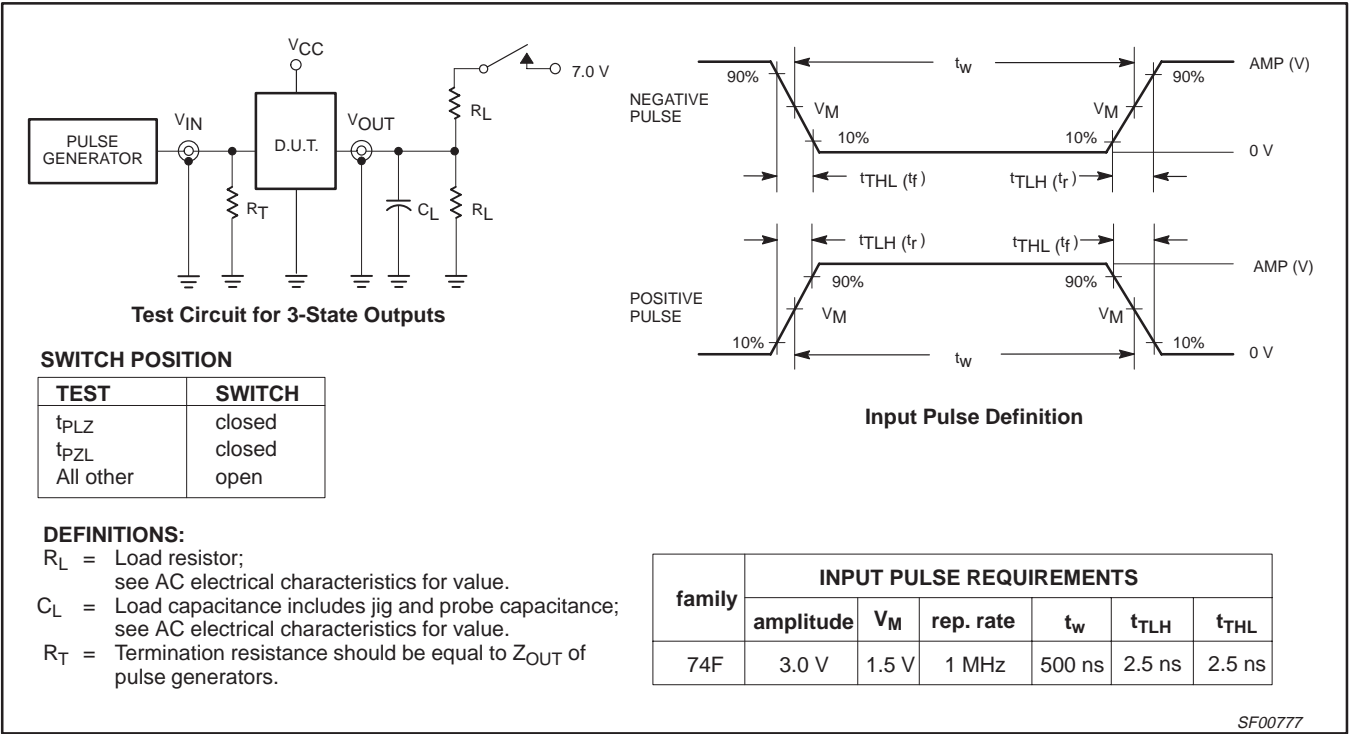 VCC
7.0 V
RL
VIN
VOUT
PULSE
GENERATOR
D.U.T.
RT
CL
RL
Test Circuit for 3-State Outputs
SWITCH POSITION
TEST SWITCH
tPLZ closed
tPZL closed
All other open
NEGATIVE
PULSE
90%
tw
90%
AMP (V)
VM
VM
10%
10%
0 V
tTHL (tf)
tTLH (tr)
tTLH (tr)
tTHL (tf)
POSITIVE
PULSE
AMP (V)
90%
90%
VM
VM
10%
10%
tw
0 V
Input Pulse Definition
DEFINITIONS:
RL = Load resistor;
see AC electrical characteristics for value.
CL = Load capacitance includes jig and probe capacitance;
see AC electrical characteristics for value.
RT = Termination resistance should be equal to ZOUT of
pulse generators.
family INPUT PULSE REQUIREMENTS
amplitude VM rep. rate tw tTLH tTHL
74F 3.0 V 1.5 V 1 MHz 500 ns 2.5 ns 2.5 ns
SF00777